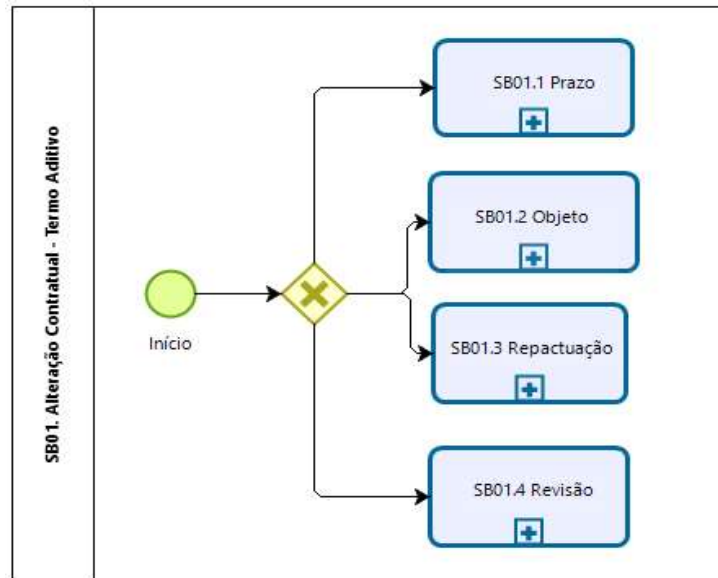 SB01. Alteração Contratual - Termo Aditivo
Início
SB01.1 Prazo
SB01.2 Objeto
SB01.3 Repactuação
SB01.4 Revisão